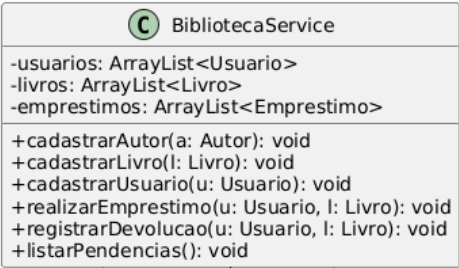 C BibliotecaService
-usuarios: ArrayList<Usuario>
-livros: ArrayList<Livro>
-emprestimos: ArrayList<Emprestimo>
+cadastrarAutor(a: Autor): void
+cadastrarLivro(l: Livro): void
+cadastrarUsuario(u: Usuario): void
+realizarEmprestimo(u: Usuario, l: Livro): void
+registrarDevolucao(u: Usuario, l: Livro): void
+listarPendencias(): void